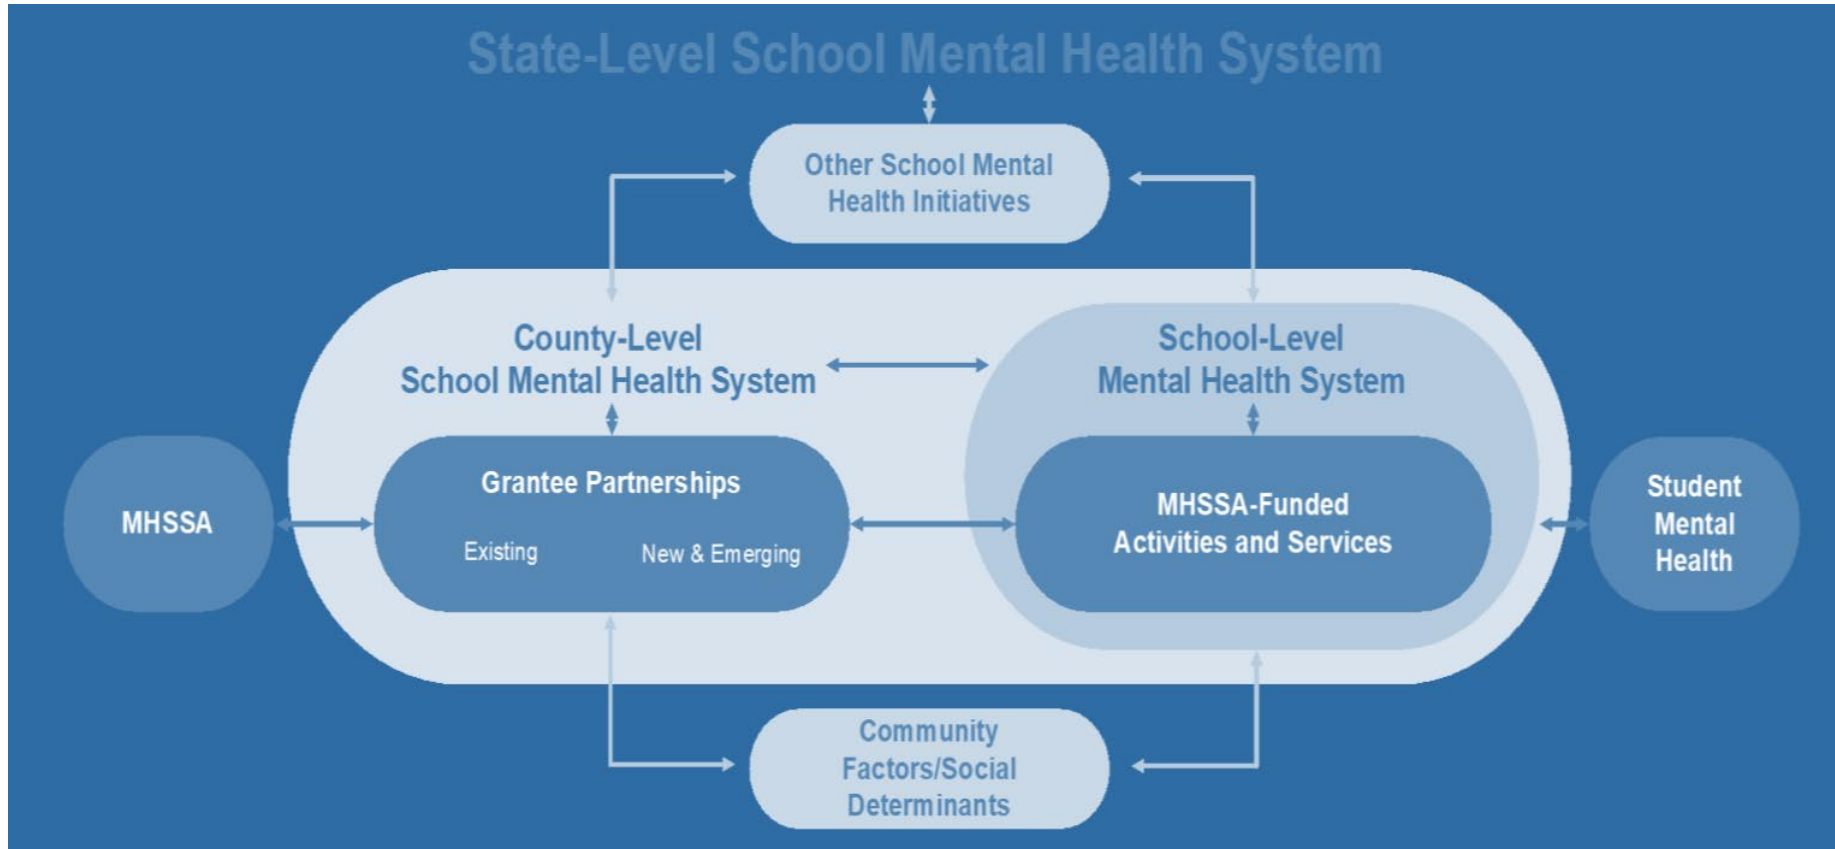 State-Level School Mental Health System
Other School Mental
Health Initiatives
County-Level
School Mental Health System
School-Level
Mental Health System
MHSSA
Grantee Partnerships
Existing
New & Emerging
MHSSA-Funded
Activities and Services
Student
Mental
Health
Community
Factors/Social
Determinants